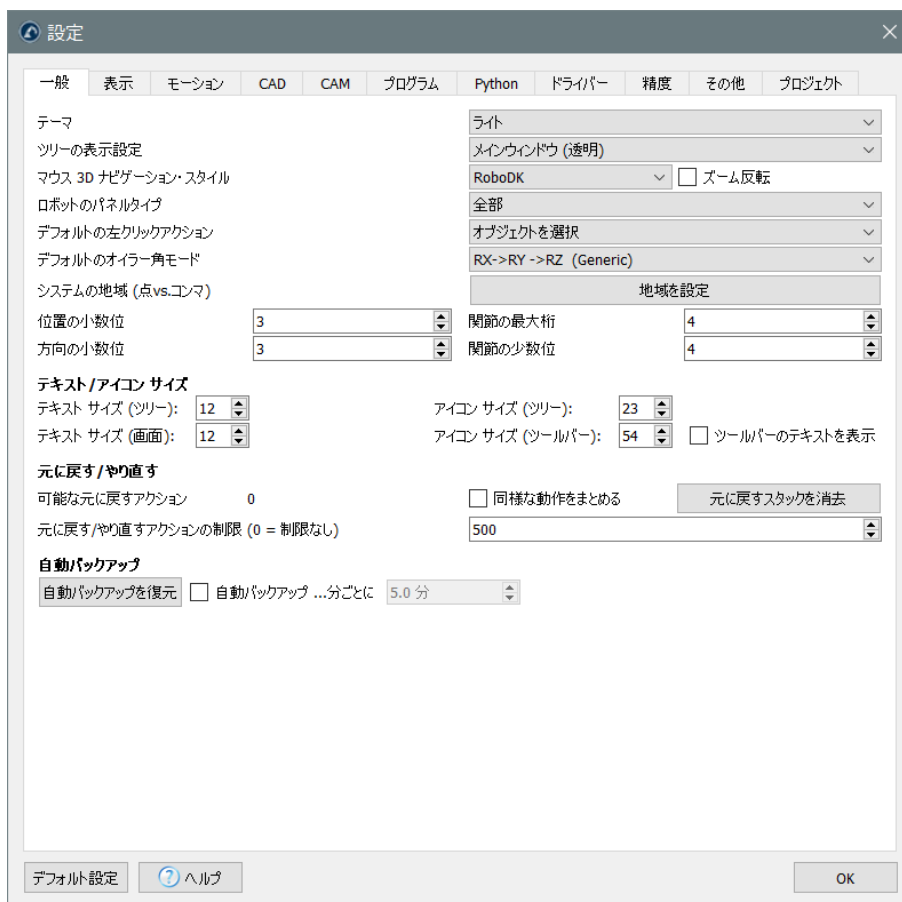 設定
一般 表示 モーション CAD CAM プログラム Python ドライバー 精度 その他 プロジェクト
テーマ ライト
ツリーの表示設定 メインウィンドウ (透明)
マウス 3D ナビゲーション・スタイル RoboDK ズーム反転
ロボットのパネルタイプ 全部
デフォルトの左クリックアクション オブジェクトを選択
デフォルトのオイラー角モード RX->RY ->RZ (Generic)
システムの地域 (点vs.コンマ) 地域を設定
位置の小数位 3 関節の最大桁 4
方向の小数位 3 関節の少数位 4
テキスト/アイコン サイズ
テキスト サイズ (ツリー): 12 アイコン サイズ (ツリー): 23
テキスト サイズ (画面): 12 アイコン サイズ (ツールバー): 54 ツールバーのテキストを表示
元に戻す/やり直す
可能な元に戻すアクション 0 同様な動作をまとめる 元に戻すスタックを消去
元に戻す/やり直すアクションの制限 (0 = 制限なし) 500
自動バックアップ
自動バックアップを復元 自動バックアップ ...分ごとに 5.0 分
デフォルト設定 ? ヘルプ OK